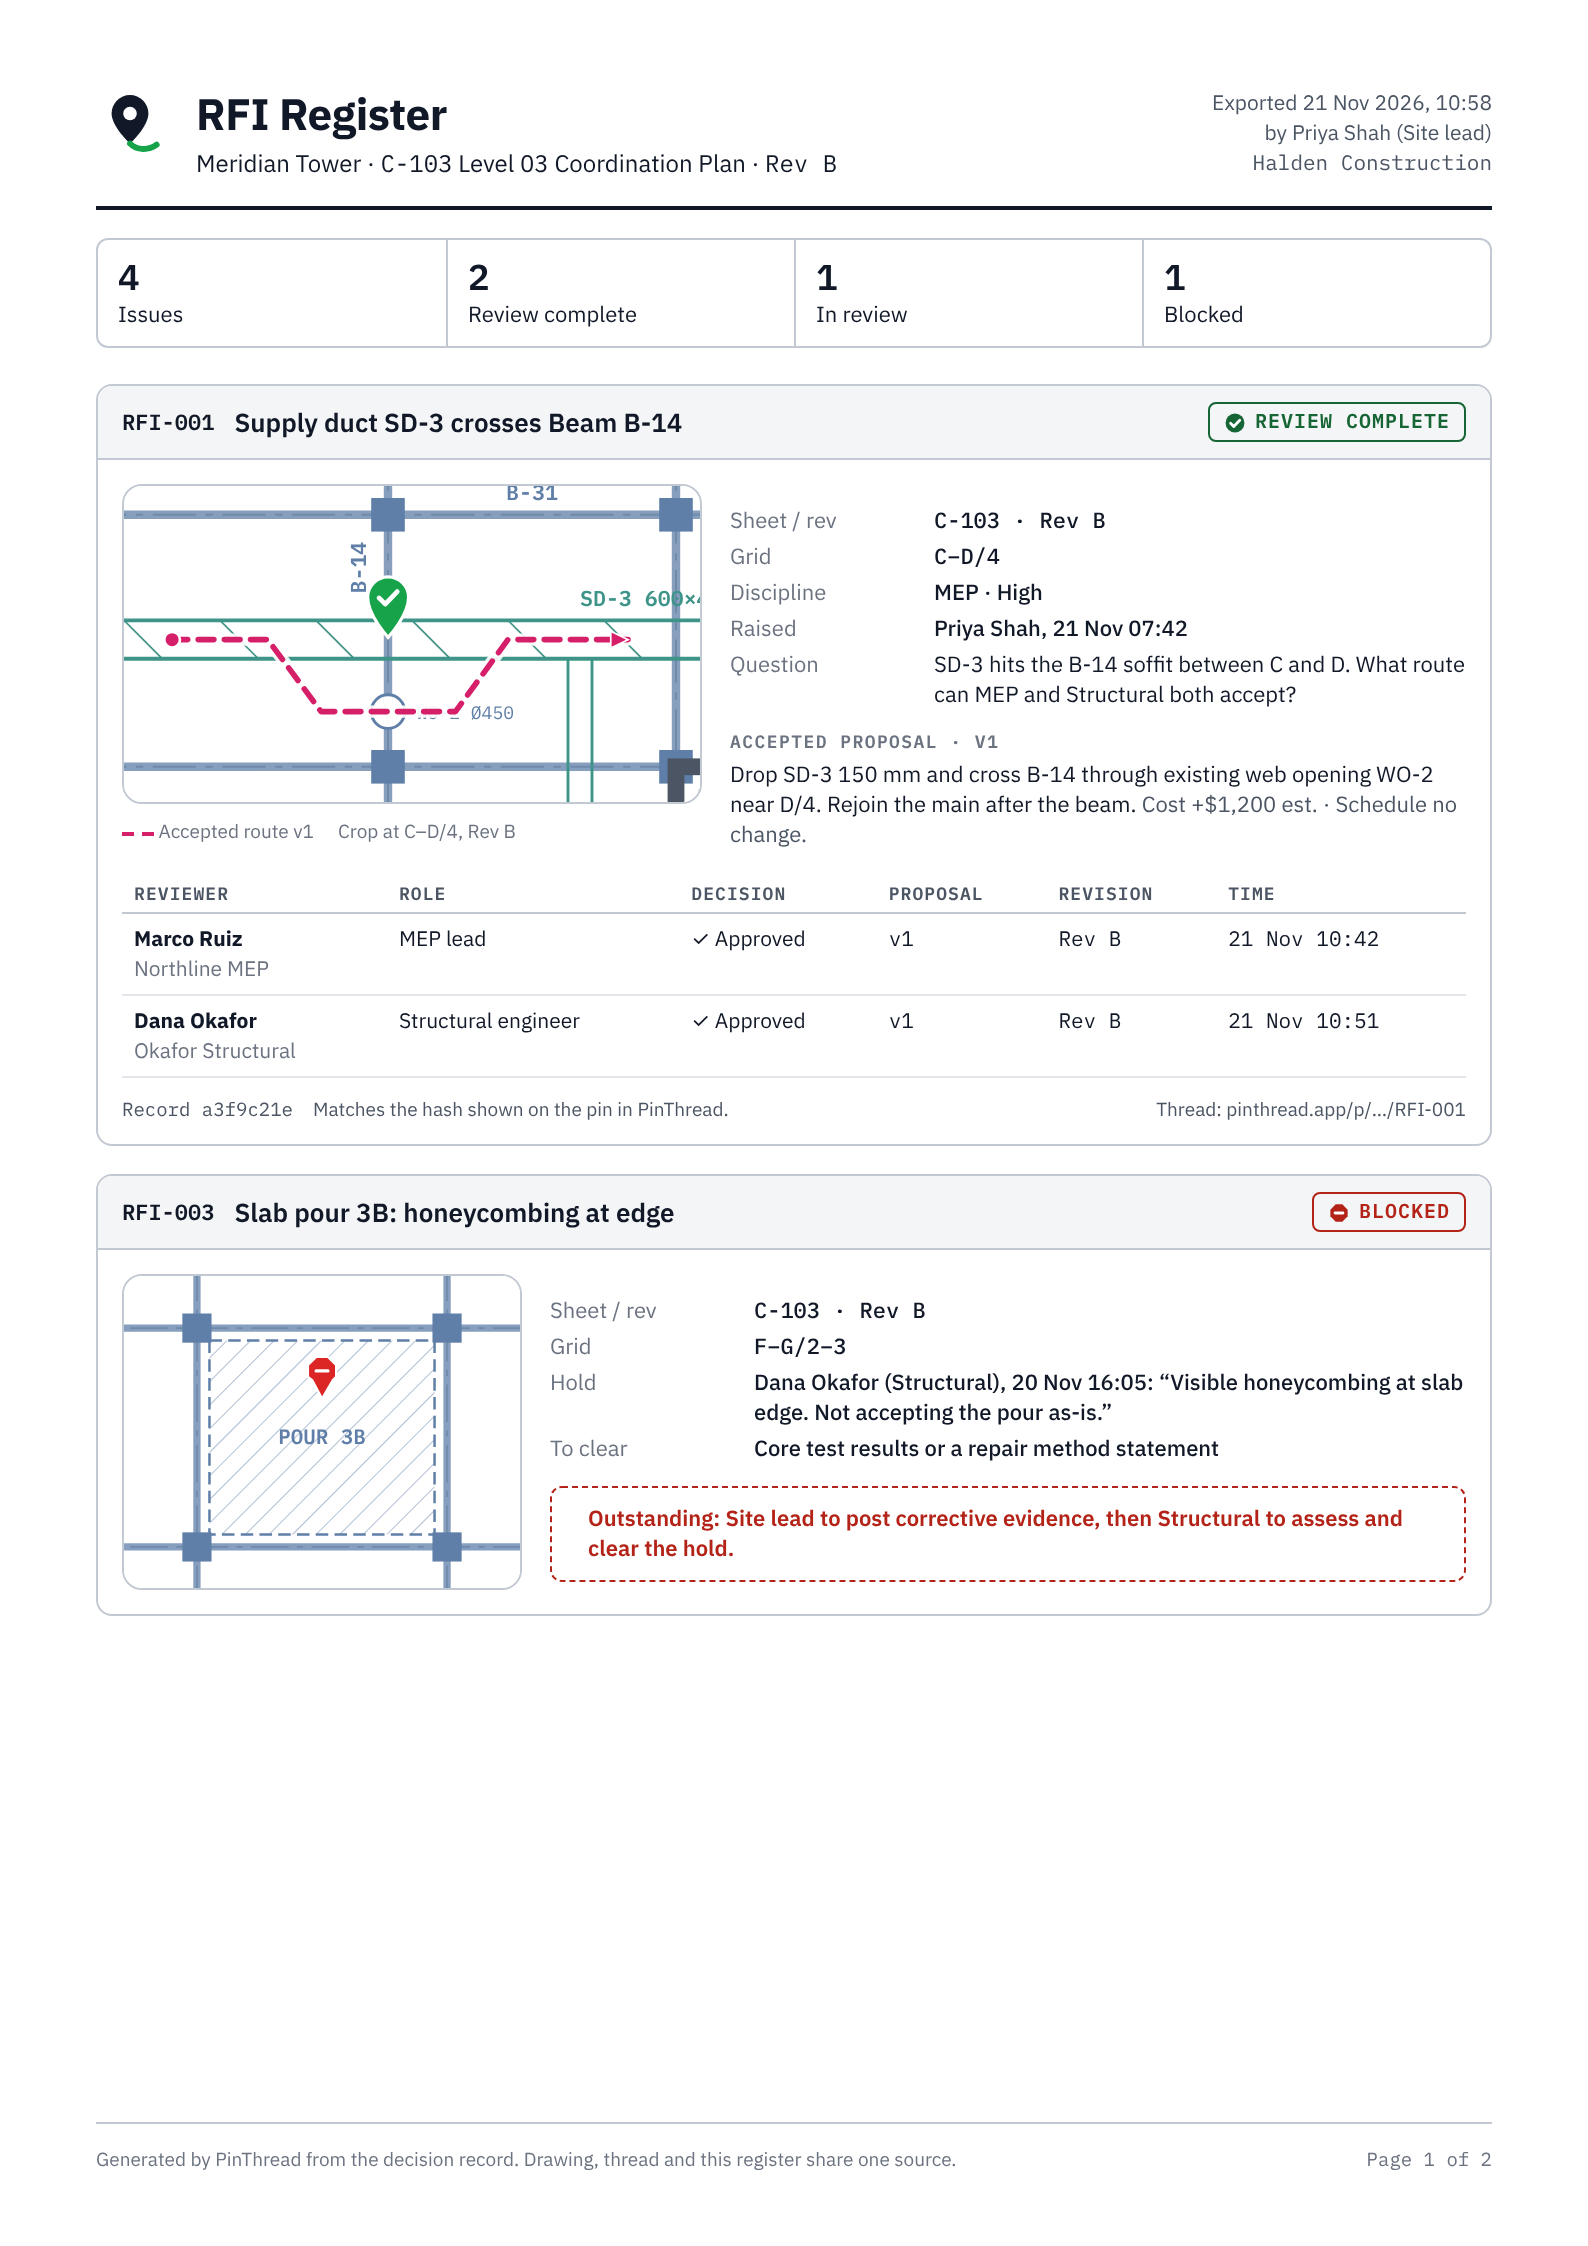 RFI Register
Meridian Tower · C-103 Level 03 Coordination Plan · Rev B
Exported 21 Nov 2026, 10:58
by Priya Shah (Site lead)
Halden Construction
4
Issues
2
Review complete
1
In review
1
Blocked
RFI-001 Supply duct SD-3 crosses Beam B-14
REVIEW COMPLETE
B-31
B-14
SD-3 600×
Ø450
Accepted route v1 Crop at C–D/4, Rev B
Sheet / rev C-103 · Rev B
Grid C–D/4
Discipline MEP · High
Raised Priya Shah, 21 Nov 07:42
Question SD-3 hits the B-14 soffit between C and D. What route
can MEP and Structural both accept?
ACCEPTED PROPOSAL · V1
Drop SD-3 150 mm and cross B-14 through existing web opening WO-2
near D/4. Rejoin the main after the beam. Cost +$1,200 est. · Schedule no
change.
REVIEWER ROLE DECISION PROPOSAL REVISION TIME
Marco Ruiz MEP lead ✓ Approved v1 Rev B 21 Nov 10:42
Northline MEP
Dana Okafor Structural engineer ✓ Approved v1 Rev B 21 Nov 10:51
Okafor Structural
Record a3f9c21e Matches the hash shown on the pin in PinThread.
Thread: pinthread.app/p/…/RFI-001
RFI-003 Slab pour 3B: honeycombing at edge
BLOCKED
POUR 3B
Sheet / rev C-103 · Rev B
Grid F–G/2–3
Hold Dana Okafor (Structural), 20 Nov 16:05: “Visible honeycombing at slab
edge. Not accepting the pour as-is.”
To clear Core test results or a repair method statement
Outstanding: Site lead to post corrective evidence, then Structural to assess and
clear the hold.
Generated by PinThread from the decision record. Drawing, thread and this register share one source.
Page 1 of 2